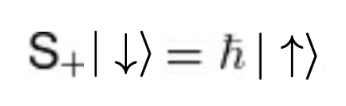 S₊|↓⟩ = ℏ|↑⟩